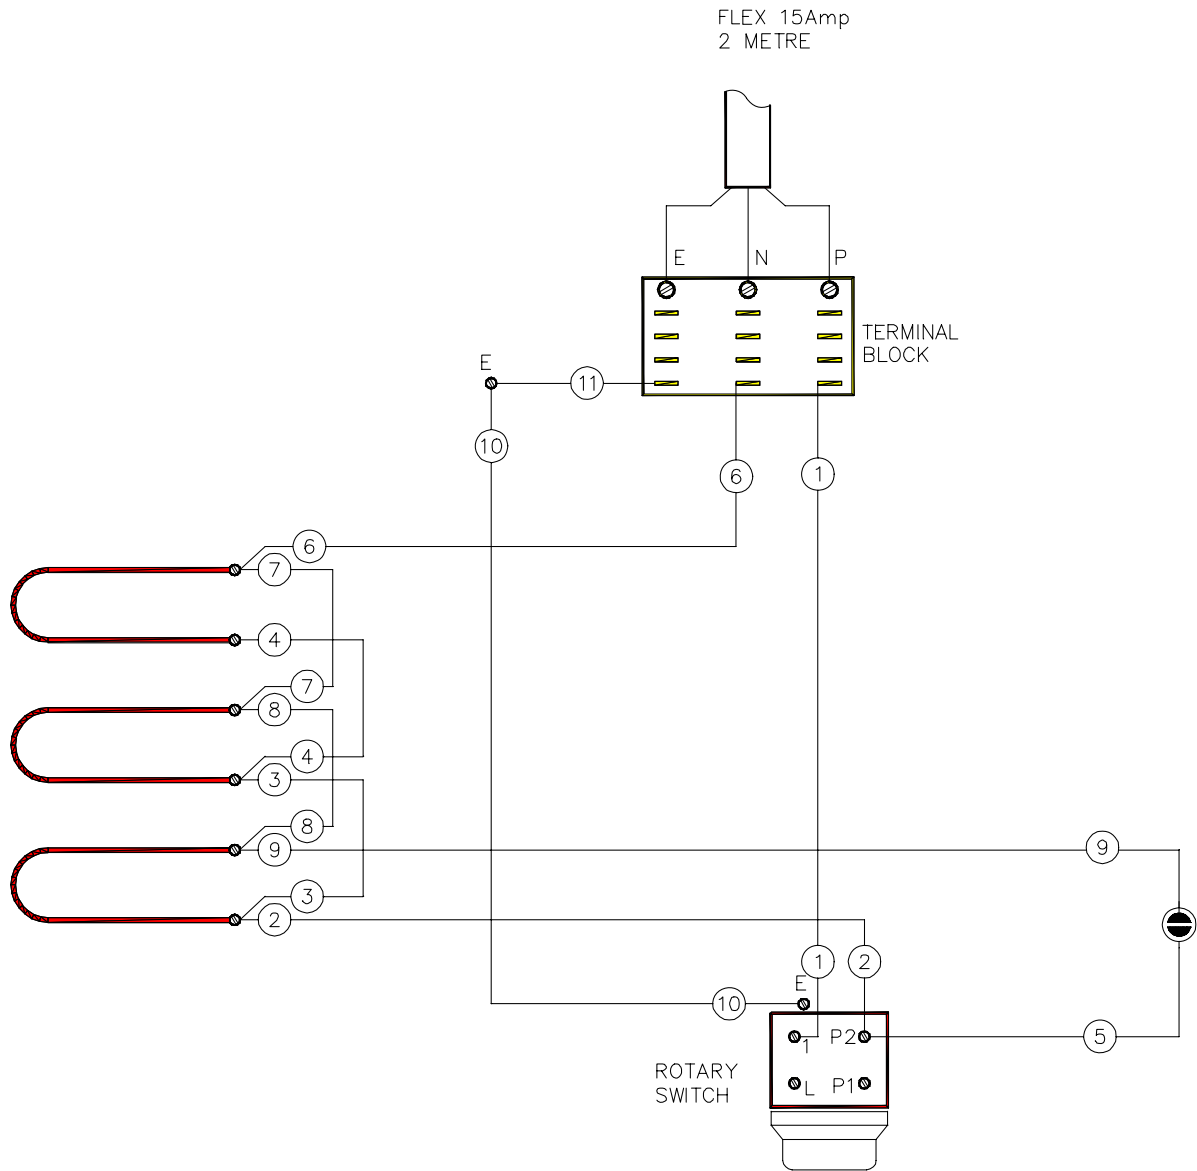 FLEX 15Amp
2 METRE
E N P
TERMINAL
BLOCK
E
11
10
6 1
6
7
4
7
8
4
3
8
9 9
3
2
1 2
E
10
1 P2 5
ROTARY
SWITCH
L P1